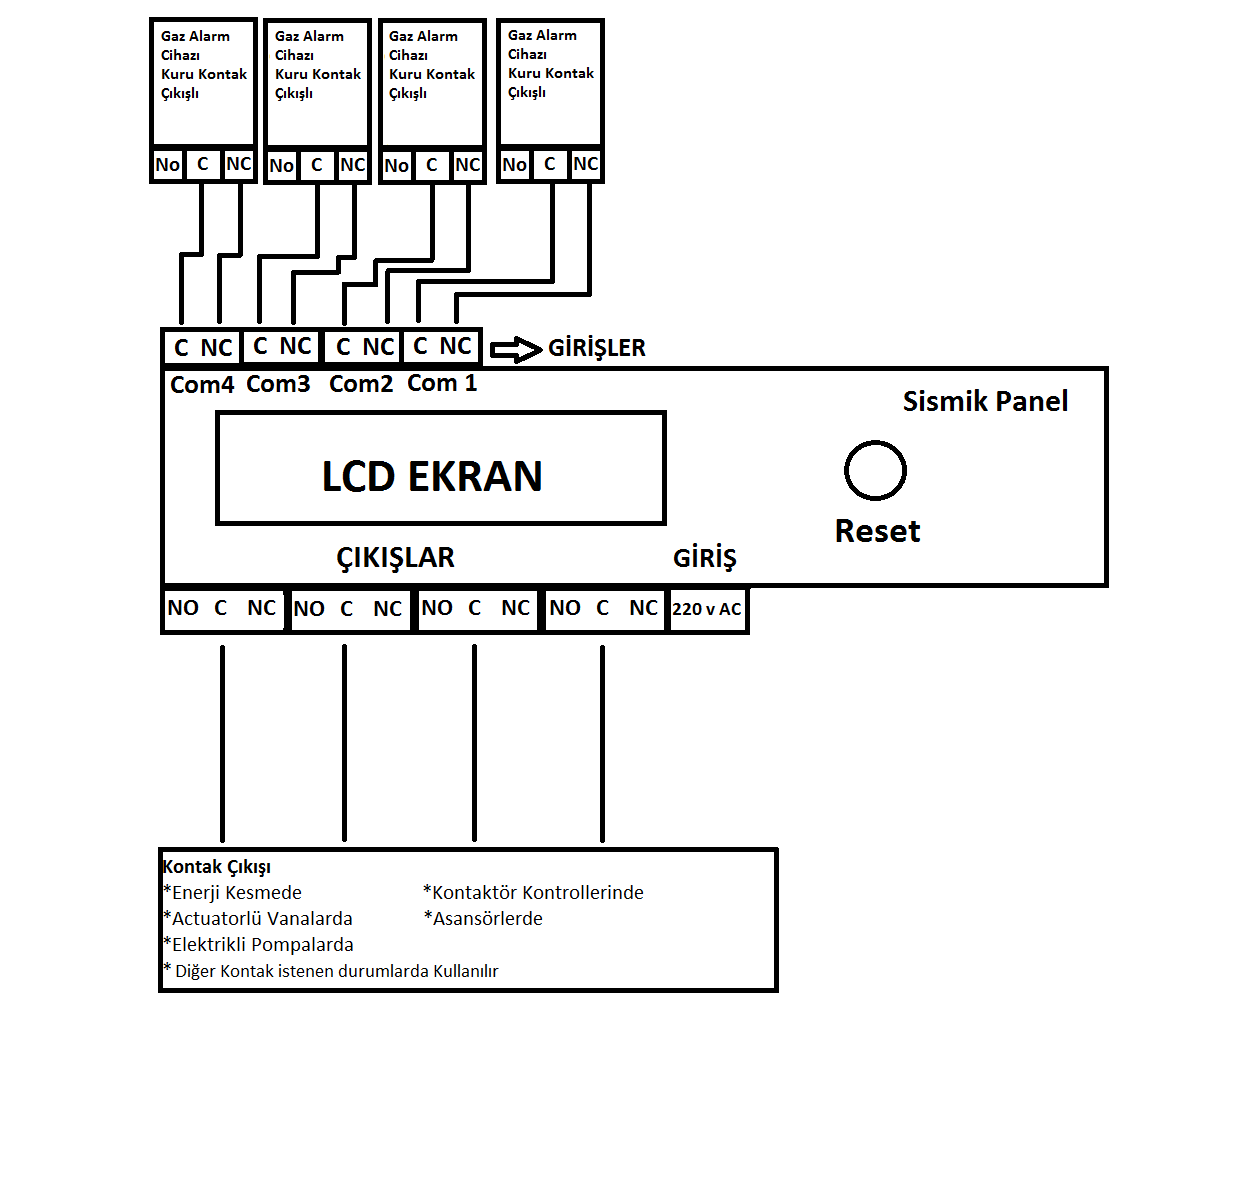 Gaz Alarm
Cihazı
Kuru Kontak
Çıkışlı
Gaz Alarm
Cihazı
Kuru Kontak
Çıkışlı
Gaz Alarm
Cihazı
Kuru Kontak
Çıkışlı
Gaz Alarm
Cihazı
Kuru Kontak
Çıkışlı
No C NC No C NC No C NC No C NC
C NC C NC C NC C NC GİRİŞLER
Com4 Com3 Com2 Com 1
Sismik Panel
LCD EKRAN
Reset
ÇIKIŞLAR GİRİŞ
NO C NC NO C NC NO C NC NO C NC 220 v AC
Kontak Çıkışı
*Enerji Kesmede *Kontaktör Kontrollerinde
*Actuatorlü Vanalarda *Asansörlerde
*Elektrikli Pompalarda
* Diğer Kontak istenen durumlarda Kullanılır